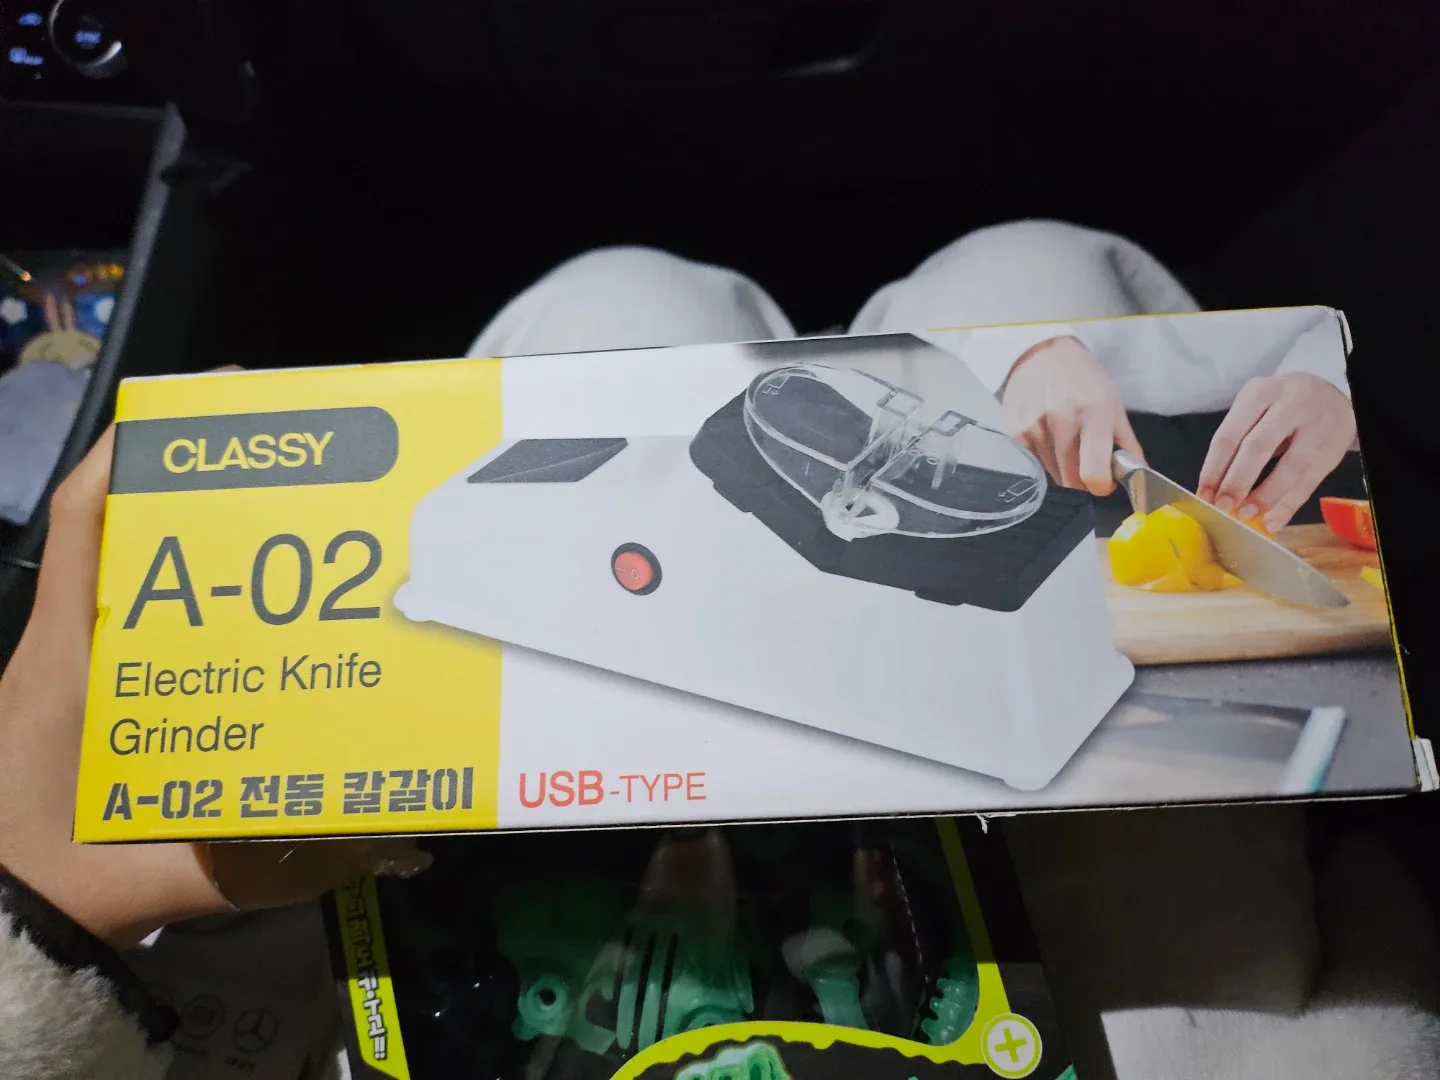 CLASSY
A-02
Electric Knife
Grinder
A-02 전동 칼갈이
USB-TYPE